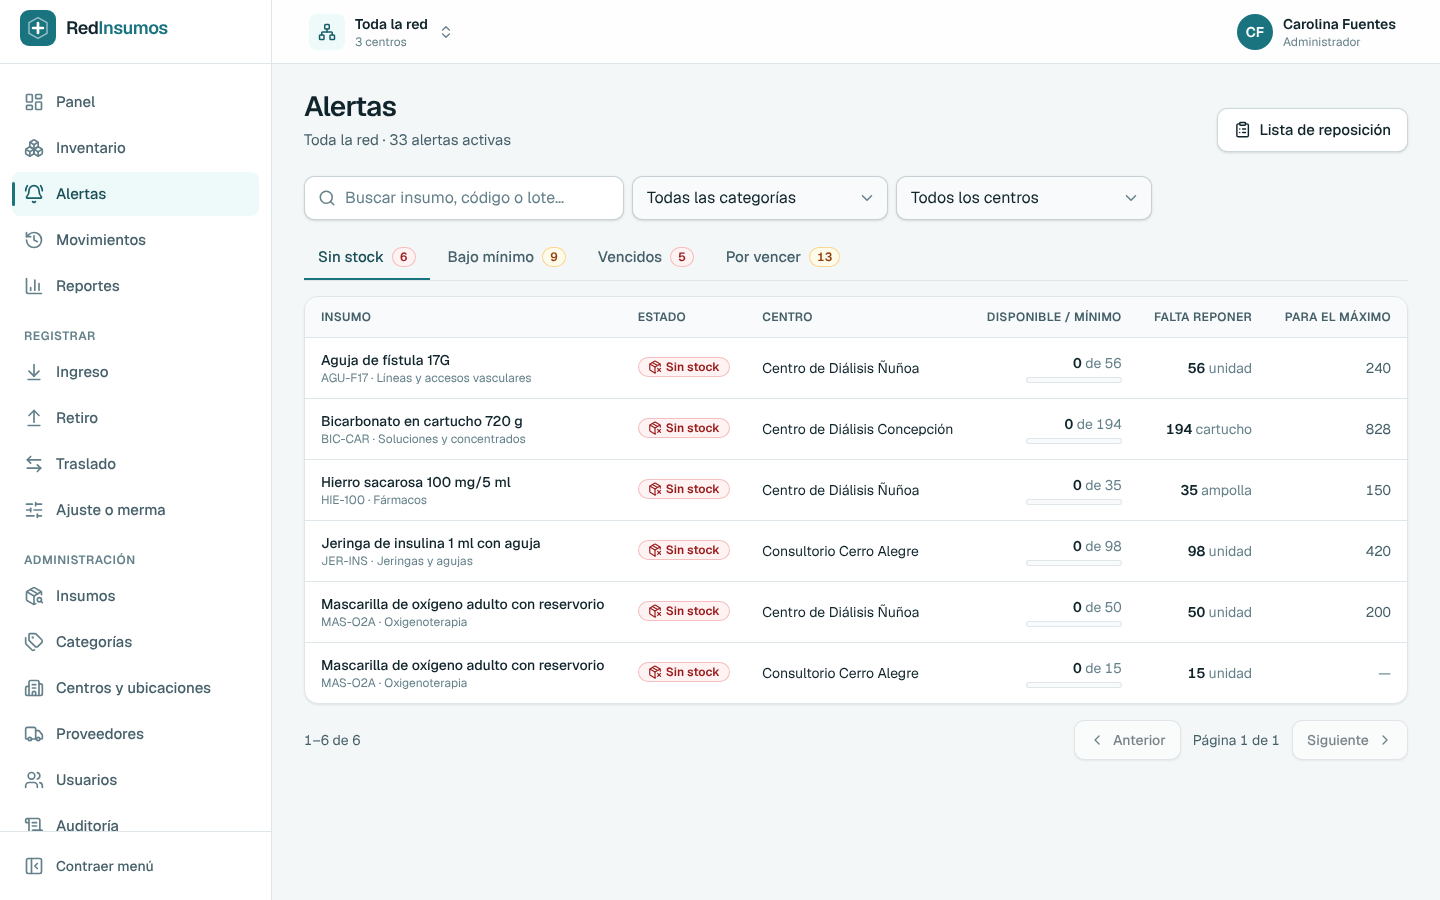 RedInsumos
Toda la red
3 centros
CF
Carolina Fuentes
Administrador
Panel
Inventario
Alertas
Movimientos
Reportes
REGISTRAR
Ingreso
Retiro
Traslado
Ajuste o merma
ADMINISTRACIÓN
Insumos
Categorías
Centros y ubicaciones
Proveedores
Usuarios
Auditoría
Contraer menú
Alertas
Toda la red · 33 alertas activas
Lista de reposición
Buscar insumo, código o lote...
Todas las categorías
Todos los centros
Sin stock 6
Bajo mínimo 9
Vencidos 5
Por vencer 13
INSUMO ESTADO CENTRO DISPONIBLE / MÍNIMO FALTA REPONER PARA EL MÁXIMO
Aguja de fístula 17G
AGU-F17 · Líneas y accesos vasculares
Sin stock
Centro de Diálisis Ñuñoa
0 de 56
56 unidad
240
Bicarbonato en cartucho 720 g
BIC-CAR · Soluciones y concentrados
Sin stock
Centro de Diálisis Concepción
0 de 194
194 cartucho
828
Hierro sacarosa 100 mg/5 ml
HIE-100 · Fármacos
Sin stock
Centro de Diálisis Ñuñoa
0 de 35
35 ampolla
150
Jeringa de insulina 1 ml con aguja
JER-INS · Jeringas y agujas
Sin stock
Consultorio Cerro Alegre
0 de 98
98 unidad
420
Mascarilla de oxígeno adulto con reservorio
MAS-O2A · Oxigenoterapia
Sin stock
Centro de Diálisis Ñuñoa
0 de 50
50 unidad
200
Mascarilla de oxígeno adulto con reservorio
MAS-O2A · Oxigenoterapia
Sin stock
Consultorio Cerro Alegre
0 de 15
15 unidad
—
1–6 de 6
Anterior
Página 1 de 1
Siguiente